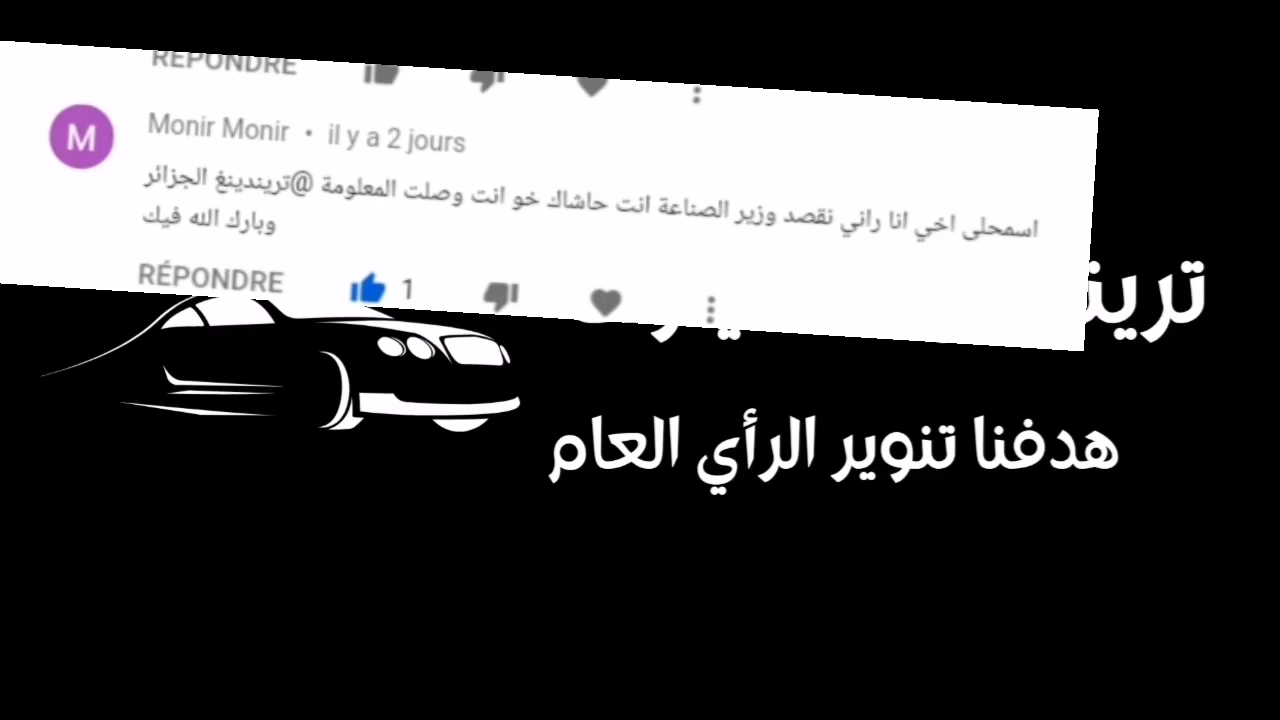 RÉPONDRE
M
Monir Monir • il y a 2 jours
اسمحلى اخي انا راني نقصد وزير الصناعة انت حاشاك خو انت وصلت المعلومة @تريندينغ الجزائر
وبارك الله فيك
RÉPONDRE 1
هدفنا تنوير الرأي العام